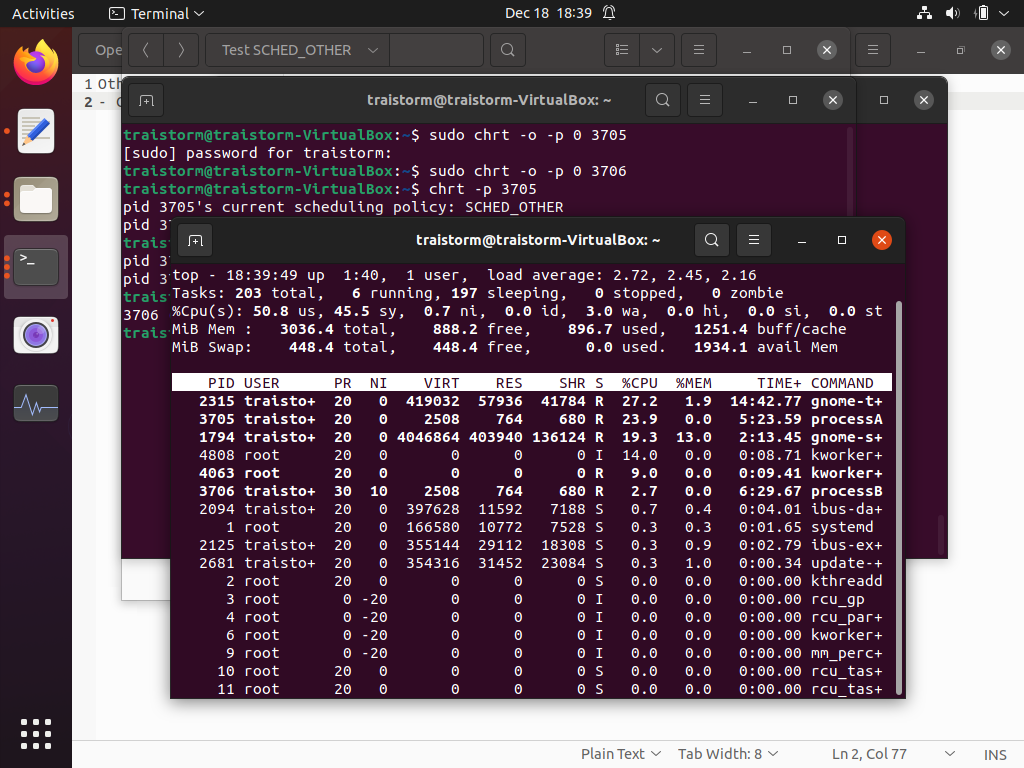 Activities Terminal Dec 18 18:39
Ope Test SCHED_OTHER
1 Oth
2 -
traistorm@traistorm-VirtualBox: ~
traistorm@traistorm-VirtualBox:~$ sudo chrt -o -p 0 3705
[sudo] password for traistorm:
traistorm@traistorm-VirtualBox:~$ sudo chrt -o -p 0 3706
traistorm@traistorm-VirtualBox:~$ chrt -p 3705
pid 3705's current scheduling policy: SCHED_OTHER
pid 37
trais
pid 3
pid 3
trais
3706
trais
traistorm@traistorm-VirtualBox: ~
top - 18:39:49 up  1:40,  1 user,  load average: 2.72, 2.45, 2.16
Tasks: 203 total,   6 running, 197 sleeping,   0 stopped,   0 zombie
%Cpu(s): 50.8 us, 45.5 sy,  0.7 ni,  0.0 id,  3.0 wa,  0.0 hi,  0.0 si,  0.0 st
MiB Mem :   3036.4 total,    888.2 free,    896.7 used,   1251.4 buff/cache
MiB Swap:    448.4 total,    448.4 free,      0.0 used.   1934.1 avail Mem
PID USER      PR  NI    VIRT    RES    SHR S  %CPU  %MEM     TIME+ COMMAND
2315 traisto+  20   0  419032  57936  41784 R  27.2   1.9  14:42.77 gnome-t+
3705 traisto+  20   0    2508    764    680 R  23.9   0.0   5:23.59 processA
1794 traisto+  20   0 4046864 403940 136124 R  19.3  13.0   2:13.45 gnome-s+
4808 root      20   0       0      0      0 I  14.0   0.0   0:08.71 kworker+
4063 root      20   0       0      0      0 R   9.0   0.0   0:09.41 kworker+
3706 traisto+  30  10    2508    764    680 R   2.7   0.0   6:29.67 processB
2094 traisto+  20   0  397628  11592   7188 S   0.7   0.4   0:04.01 ibus-da+
1 root      20   0  166580  10772   7528 S   0.3   0.3   0:01.65 systemd
2125 traisto+  20   0  355144  29112  18308 S   0.3   0.9   0:02.79 ibus-ex+
2681 traisto+  20   0  354316  31452  23084 S   0.3   1.0   0:00.34 update-+
2 root      20   0       0      0      0 S   0.0   0.0   0:00.00 kthreadd
3 root       0 -20       0      0      0 I   0.0   0.0   0:00.00 rcu_gp
4 root       0 -20       0      0      0 I   0.0   0.0   0:00.00 rcu_par+
6 root       0 -20       0      0      0 I   0.0   0.0   0:00.00 kworker+
9 root       0 -20       0      0      0 I   0.0   0.0   0:00.00 mm_perc+
10 root      20   0       0      0      0 S   0.0   0.0   0:00.00 rcu_tas+
11 root      20   0       0      0      0 S   0.0   0.0   0:00.00 rcu_tas+
Plain Text Tab Width: 8 Ln 2, Col 77 INS